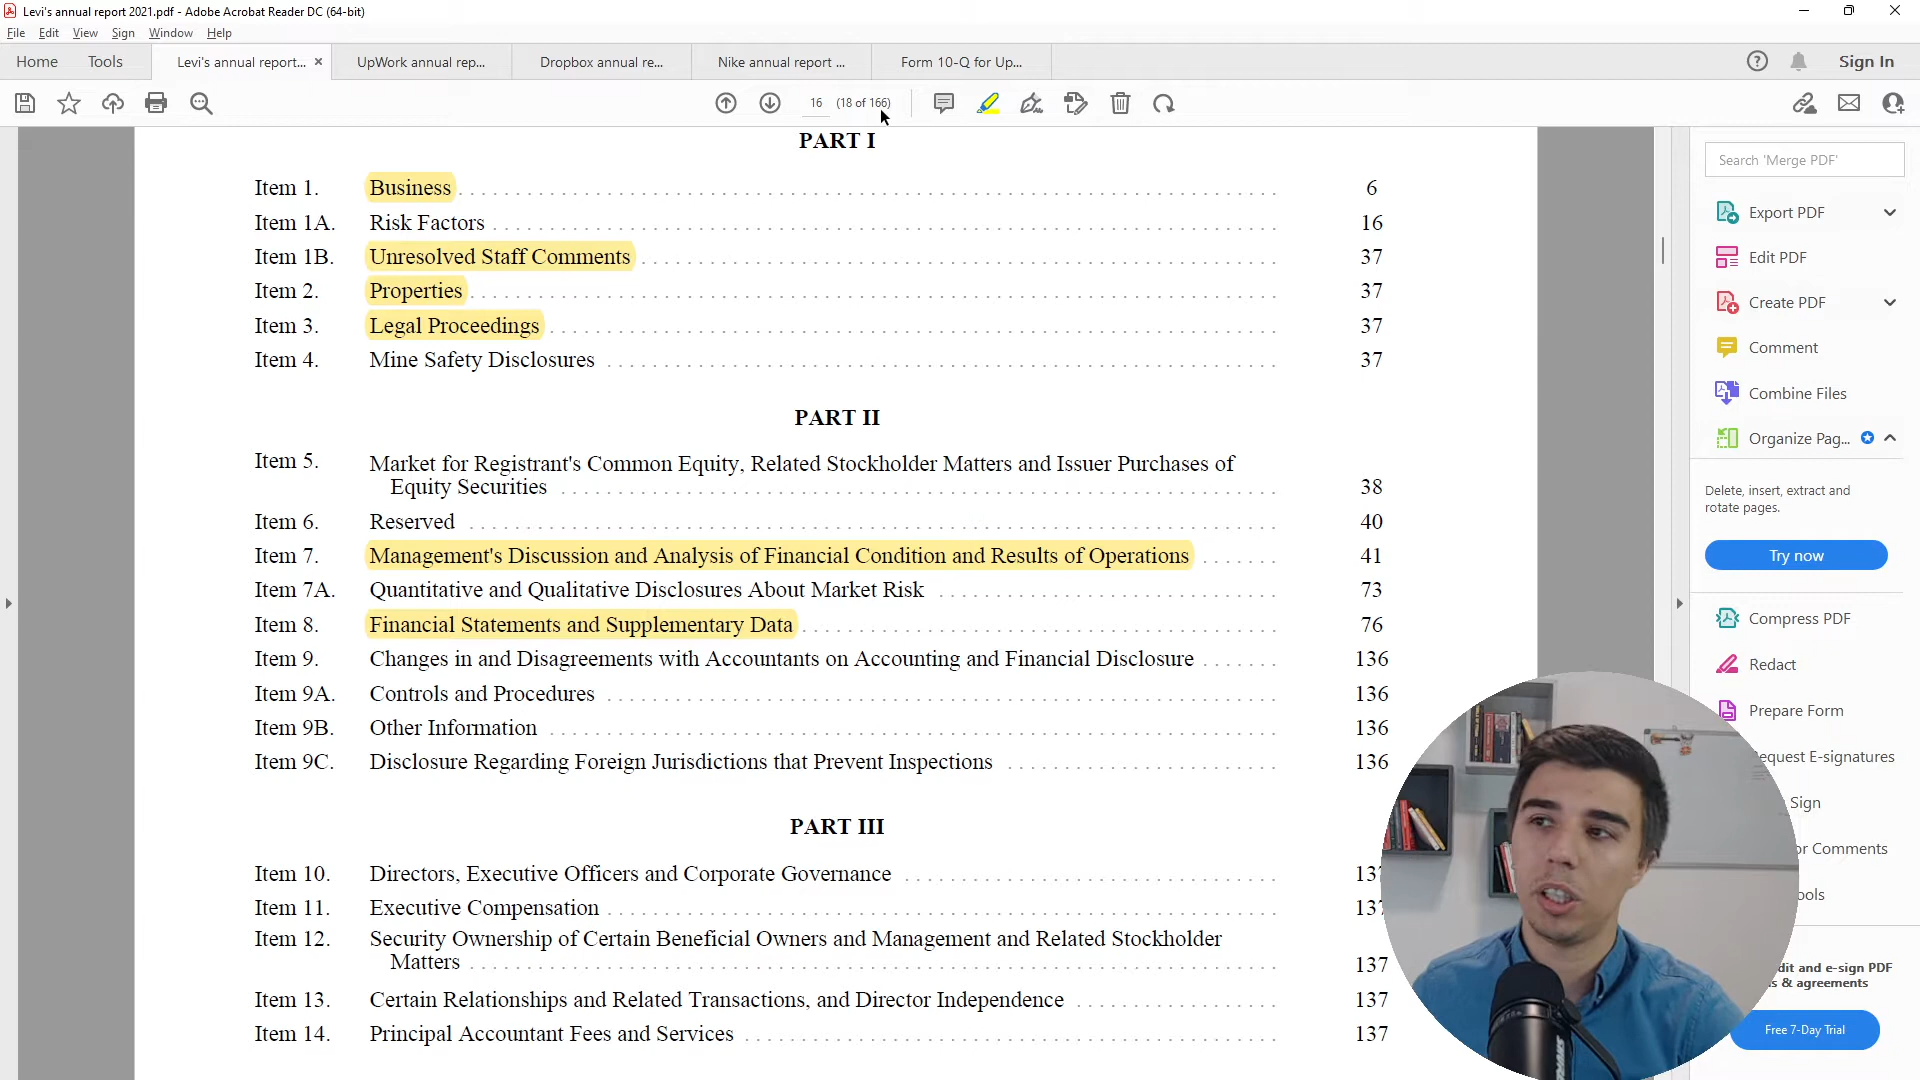 Levi's annual report 2021.pdf - Adobe Acrobat Reader DC (64-bit)
File Edit View Sign Window Help
Home Tools Levi's annual report... × UpWork annual rep... Dropbox annual re... Nike annual report ... Form 10-Q for Up... Sign In
16 (18 of 166)
PART I
Item 1. Business 6
Item 1A. Risk Factors 16
Item 1B. Unresolved Staff Comments 37
Item 2. Properties 37
Item 3. Legal Proceedings 37
Item 4. Mine Safety Disclosures 37
PART II
Item 5. Market for Registrant's Common Equity, Related Stockholder Matters and Issuer Purchases of
Equity Securities 38
Item 6. Reserved 40
Item 7. Management's Discussion and Analysis of Financial Condition and Results of Operations 41
Item 7A. Quantitative and Qualitative Disclosures About Market Risk 73
Item 8. Financial Statements and Supplementary Data 76
Item 9. Changes in and Disagreements with Accountants on Accounting and Financial Disclosure 136
Item 9A. Controls and Procedures 136
Item 9B. Other Information 136
Item 9C. Disclosure Regarding Foreign Jurisdictions that Prevent Inspections 136
PART III
Item 10. Directors, Executive Officers and Corporate Governance 137
Item 11. Executive Compensation 137
Item 12. Security Ownership of Certain Beneficial Owners and Management and Related Stockholder
Matters 137
Item 13. Certain Relationships and Related Transactions, and Director Independence 137
Item 14. Principal Accountant Fees and Services 137
Search 'Merge PDF'
Export PDF
Edit PDF
Create PDF
Comment
Combine Files
Organize Pag...
Delete, insert, extract and
rotate pages.
Try now
Compress PDF
Redact
Prepare Form
equest E-signatures
Sign
or Comments
ools
dit and e-sign PDF
s & agreements
Free 7-Day Trial